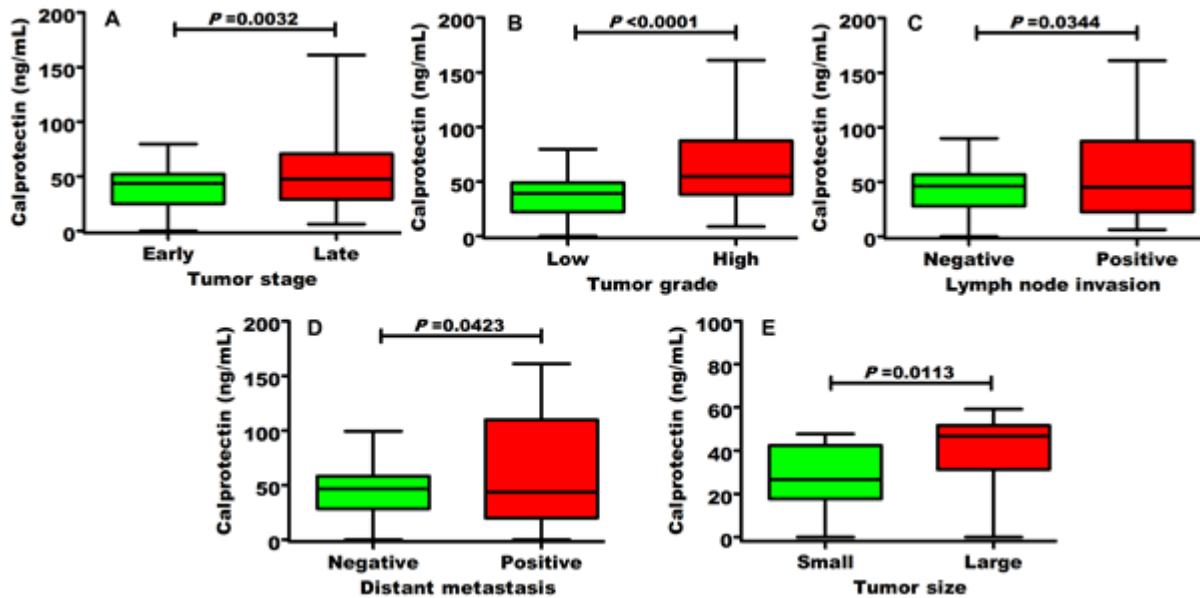 A
P =0.0032
Calprotectin (ng/mL)
200
150
100
50
0
Early Late
Tumor stage
B
P <0.0001
Calprotectin (ng/mL)
200
150
100
50
0
Low High
Tumor grade
C
P =0.0344
Calprotectin (ng/mL)
200
150
100
50
0
Negative Positive
Lymph node invasion
D
P =0.0423
Calprotectin (ng/mL)
200
150
100
50
0
Negative Positive
Distant metastasis
E
P =0.0113
Calprotectin (ng/mL)
100
80
60
40
20
0
Small Large
Tumor size